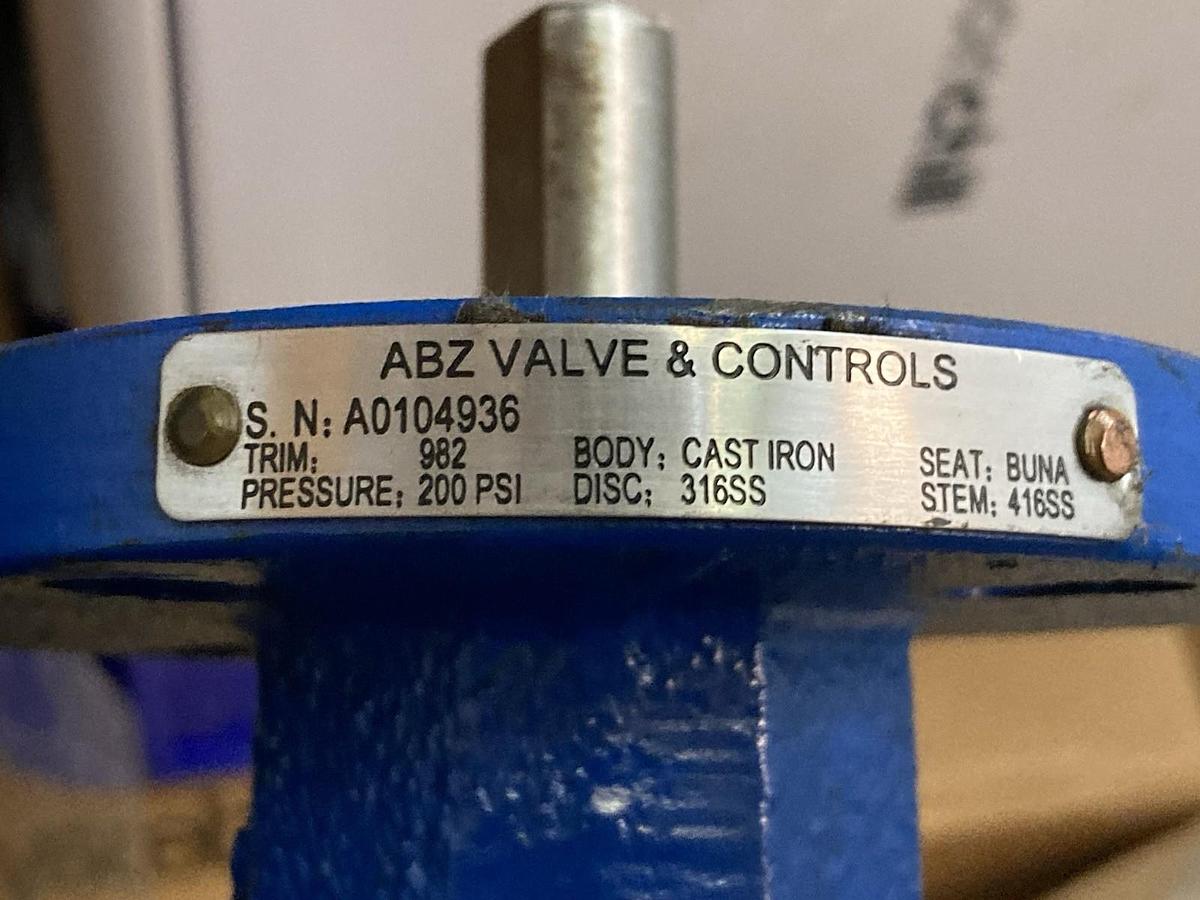 ABZ VALVE & CONTROLS
S. N: A0104936
TRIM: 982 BODY: CAST IRON SEAT: BUNA
PRESSURE: 200 PSI DISC: 316SS STEM: 416SS